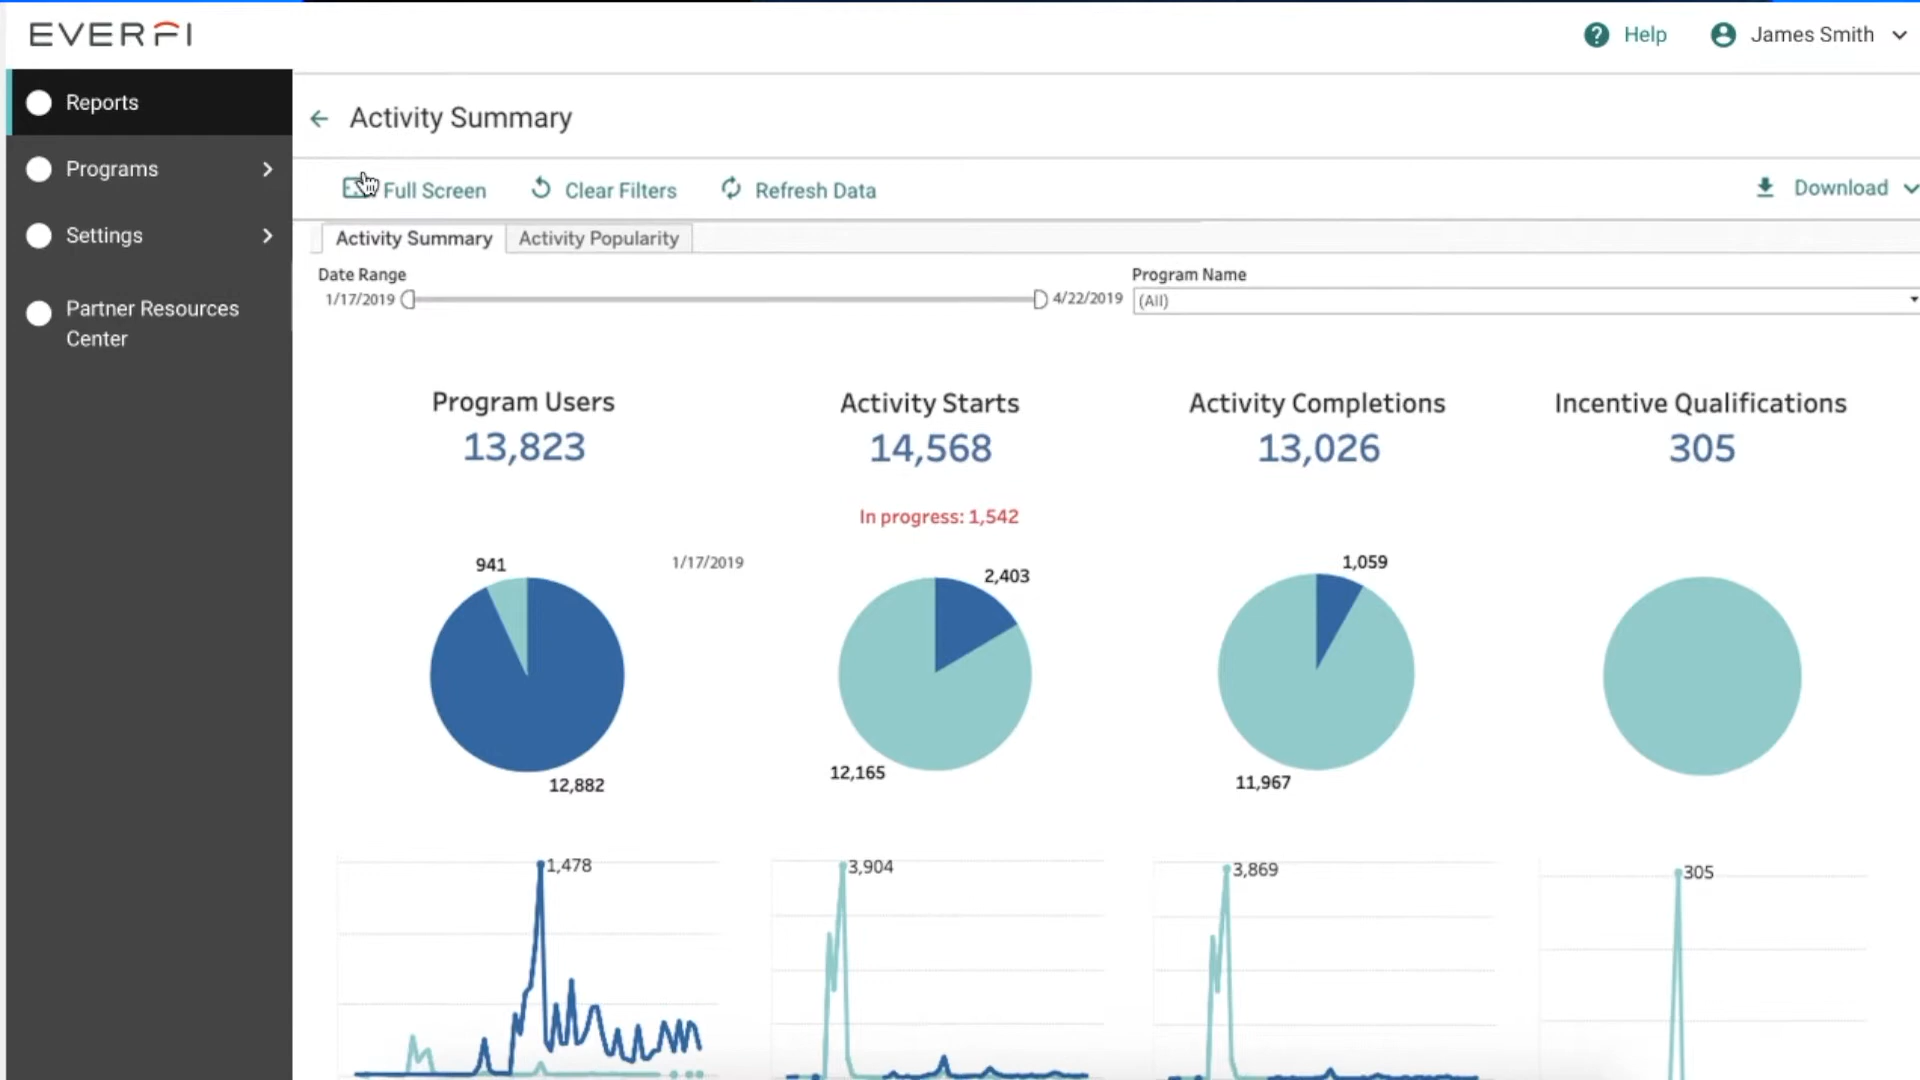 EVERFI
Help
James Smith
Reports
Programs
Settings
Partner Resources
Center
Activity Summary
Full Screen
Clear Filters
Refresh Data
Download
Activity Summary
Activity Popularity
Date Range
1/17/2019
4/22/2019
Program Name
(All)
Program Users
13,823
Activity Starts
14,568
Activity Completions
13,026
Incentive Qualifications
305
In progress: 1,542
941
1/17/2019
12,882
2,403
12,165
1,059
11,967
1,478
3,904
3,869
305